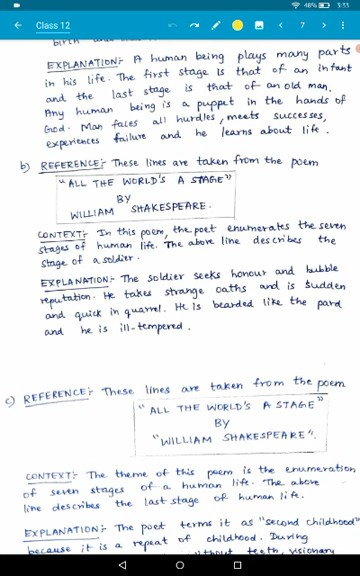 48% 5:33
Class 12
7
birth
EXPLANATION:- A human being plays many parts
in his life. The first stage is that of an infant
and the last stage is that of an old man.
Any human being is a puppet in the hands of
God. Man faces all hurdles, meets successes,
experiences failure and he learns about life.
b) REFERENCE:- These lines are taken from the poem
"ALL THE WORLD'S A STAGE"
BY
WILLIAM SHAKESPEARE.
CONTEXT:- In this poem, the poet enumerates the seven
stages of human life. The above line describes the
stage of a soldier.
EXPLANATION:- The soldier seeks honour and bubble
reputation. He takes strange oaths and is sudden
and quick in quarrel. He is bearded like the pard
and he is ill-tempered.
c) REFERENCE:- These lines are taken from the poem
"ALL THE WORLD'S A STAGE"
BY
"WILLIAM SHAKESPEARE".
CONTEXT:- The theme of this poem is the enumeration
of seven stages of a human life. The above
line describes the last stage of human life.
EXPLANATION:- The poet terms it as "second childhood"
because it is a repeat of childhood. During
without teeth, visionary